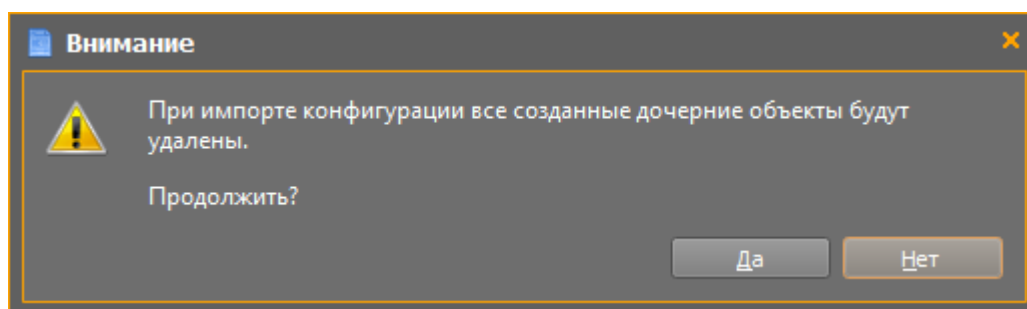 Внимание
При импорте конфигурации все созданные дочерние объекты будут
удалены.
Продолжить?
Да
Нет